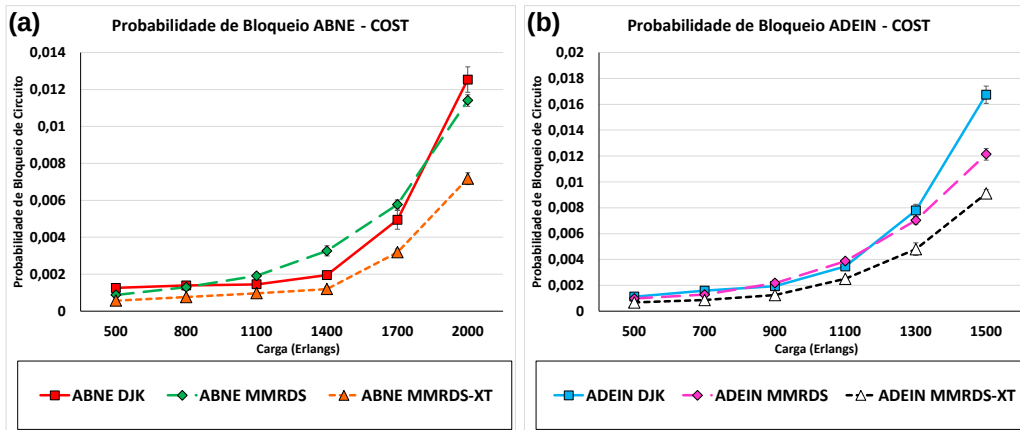 (a)
Probabilidade de Bloqueio ABNE - COST
Probabilidade de Bloqueio de Circuito
0,014
0,012
0,01
0,008
0,006
0,004
0,002
0
500 800 1100 1400 1700 2000
Carga (Erlangs)
ABNE DJK ABNE MMRDS ABNE MMRDS-XT
(b)
Probabilidade de Bloqueio ADEIN - COST
Probabilidade de Bloqueio de Circuito
0,02
0,018
0,016
0,014
0,012
0,01
0,008
0,006
0,004
0,002
0
500 700 900 1100 1300 1500
Carga (Erlangs)
ADEIN DJK ADEIN MMRDS ADEIN MMRDS-XT